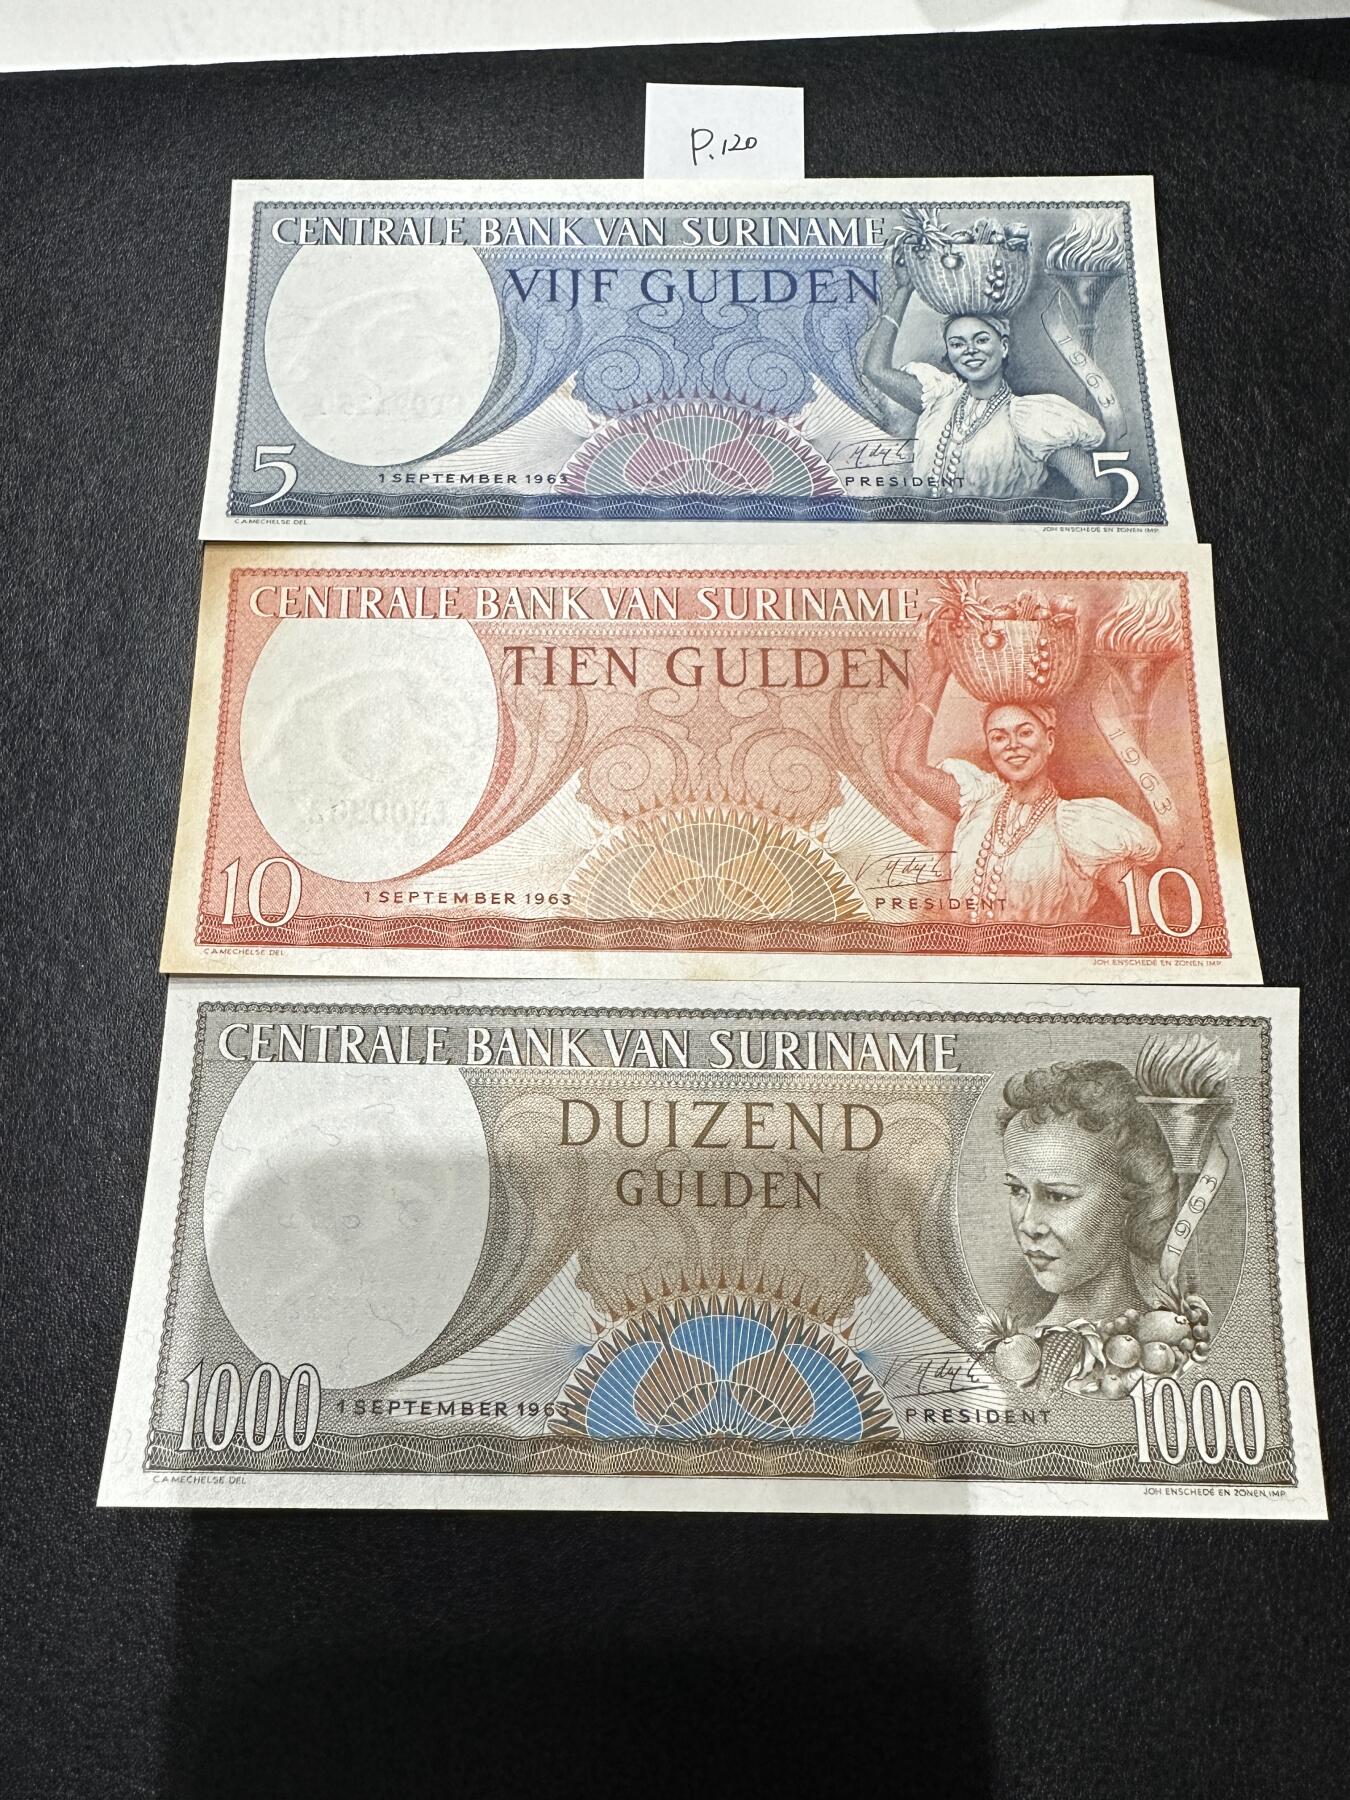 P.120
CENTRALE BANK VAN SURINAME
VIJF GULDEN
1963
5
1 SEPTEMBER 1963
PRESIDENT
5
C.A.MECHELSE DEL.
JOH. ENSCHEDÉ EN ZONEN IMP.
CENTRALE BANK VAN SURINAME
TIEN GULDEN
1963
10
1 SEPTEMBER 1963
PRESIDENT
10
C.A.MECHELSE DEL.
JOH. ENSCHEDÉ EN ZONEN IMP.
CENTRALE BANK VAN SURINAME
DUIZEND
GULDEN
1963
1000
1 SEPTEMBER 1963
PRESIDENT
1000
C.A.MECHELSE DEL.
JOH. ENSCHEDÉ EN ZONEN, IMP.